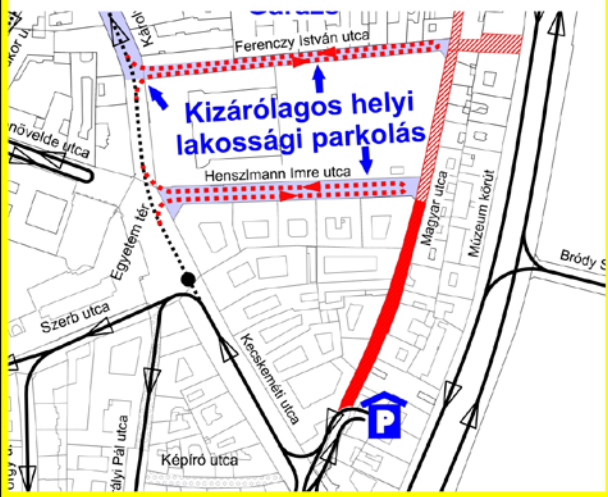 Ferenczy István utca
Kizárólagos helyi
lakossági parkolás
Henszlmann Imre utca
Magyar utca
Múzeum körút
Egyetem tér
Szerb utca
Kecskeméti utca
Képíró utca
Bródy S
P